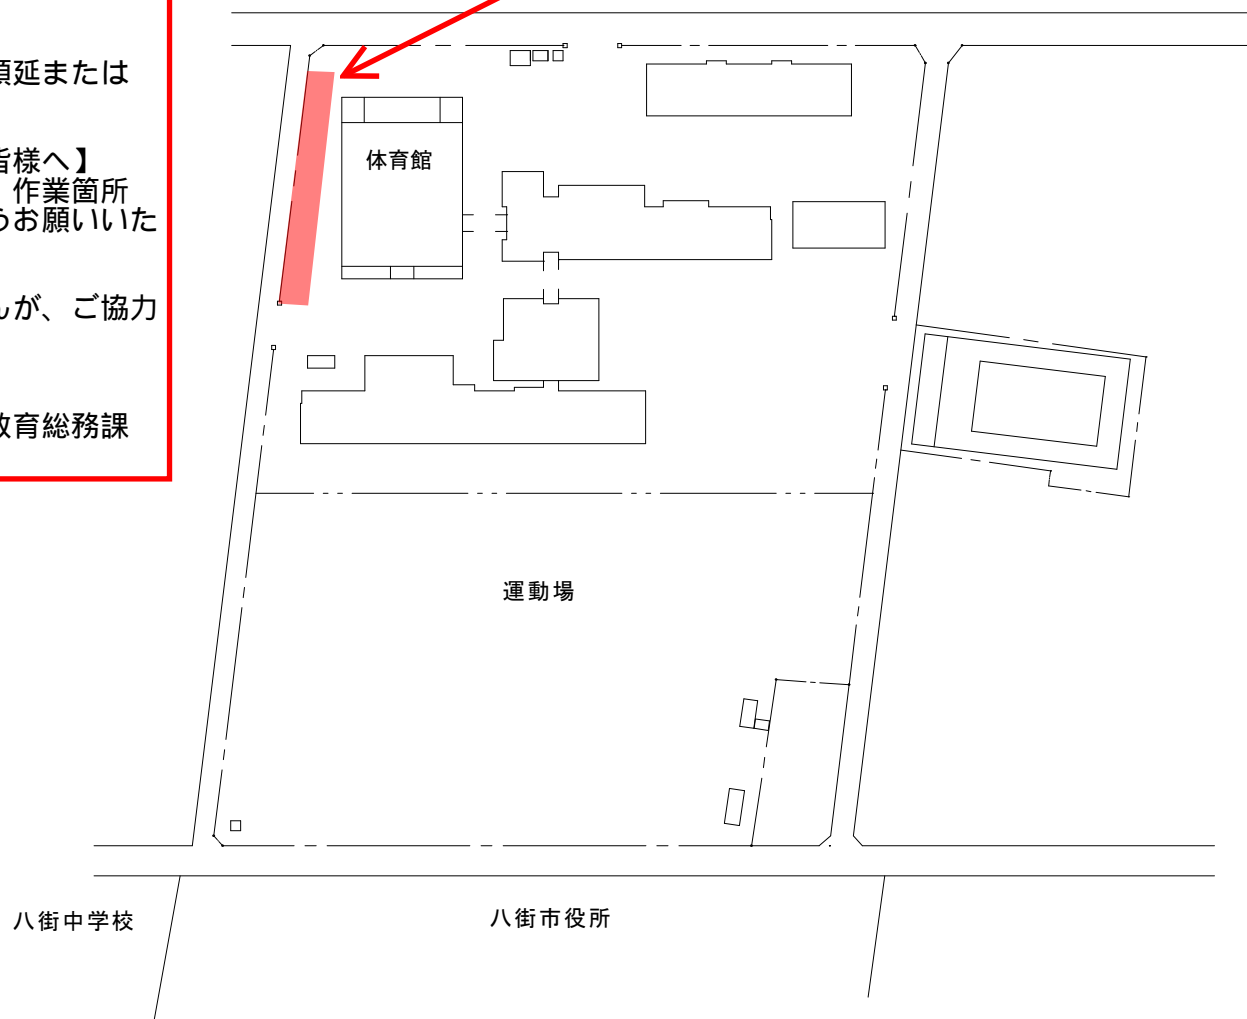 順延または
皆様へ】
、作業箇所
うお願いいた
んが、ご協力
教育総務課
体育館
運動場
八街中学校
八街市役所